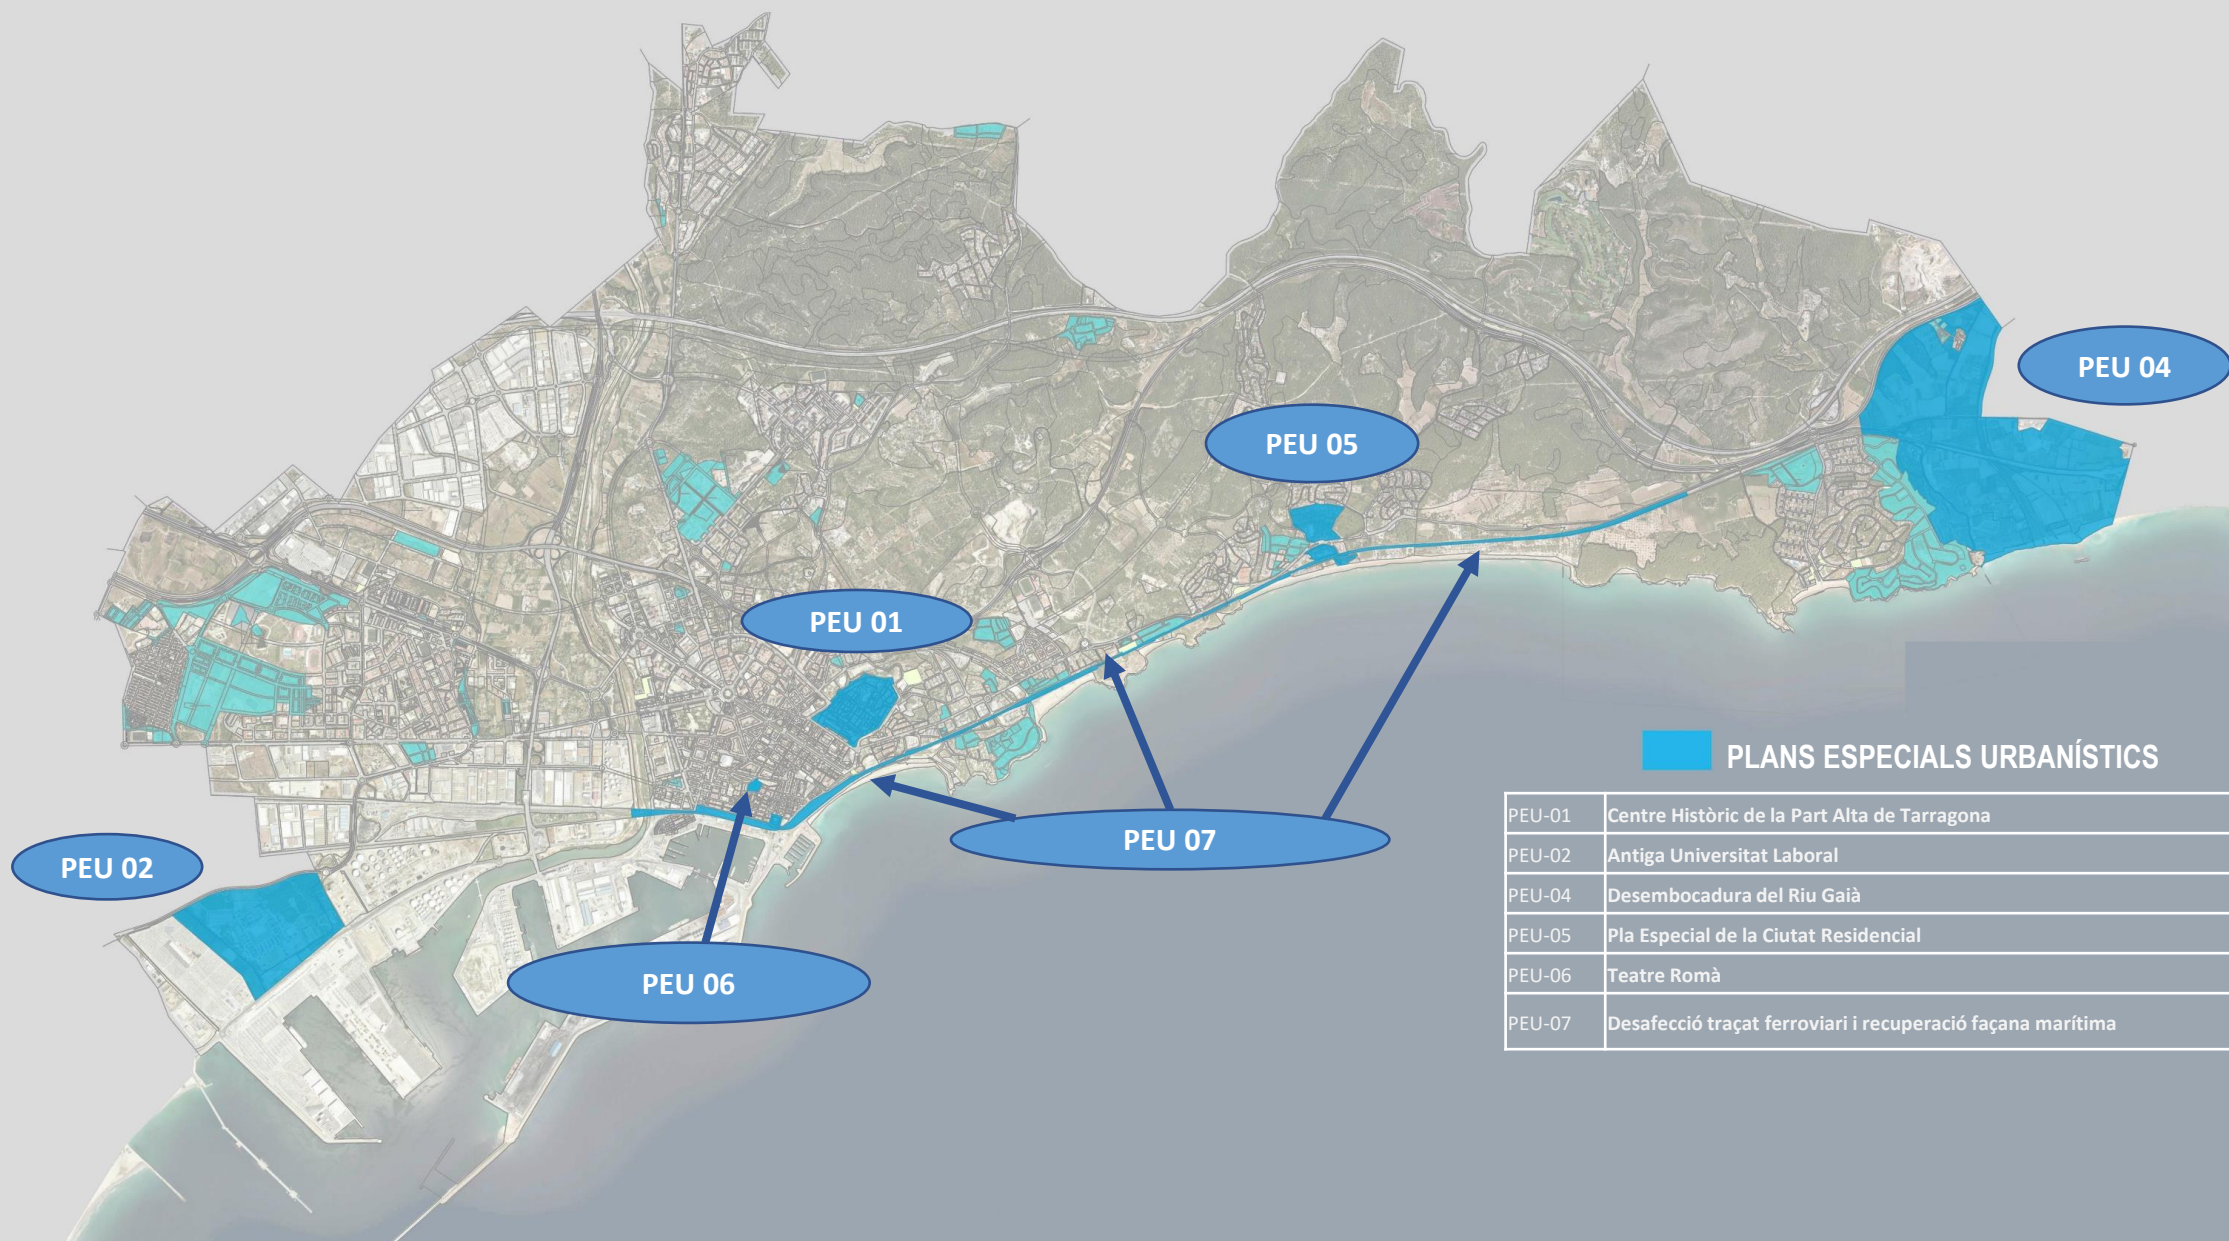 PEU 04
PEU 05
PEU 01
PEU 07
PEU 02
PEU 06
PLANS ESPECIALS URBANÍSTICS
PEU-01 Centre Històric de la Part Alta de Tarragona
PEU-02 Antiga Universitat Laboral
PEU-04 Desembocadura del Riu Gaià
PEU-05 Pla Especial de la Ciutat Residencial
PEU-06 Teatre Romà
PEU-07 Desafecció traçat ferroviari i recuperació façana marítima